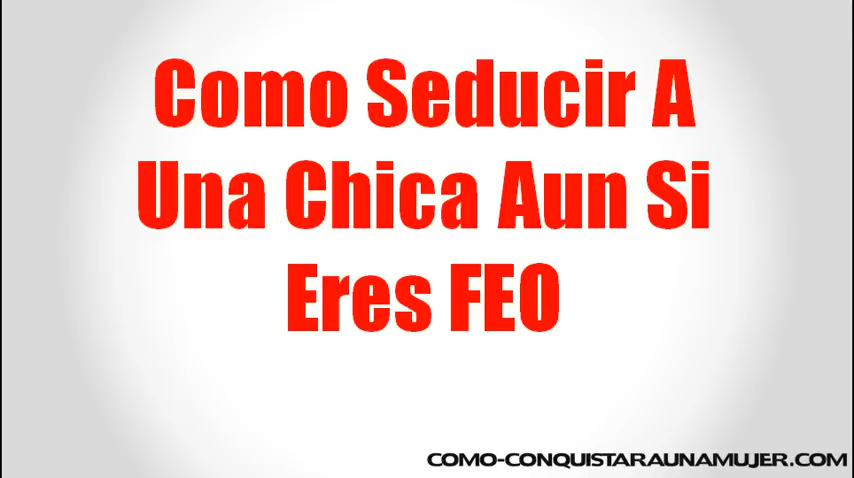 Como Seducir A
Una Chica Aun Si
Eres FEO
COMO-CONQUISTARAUNAMUJER.COM